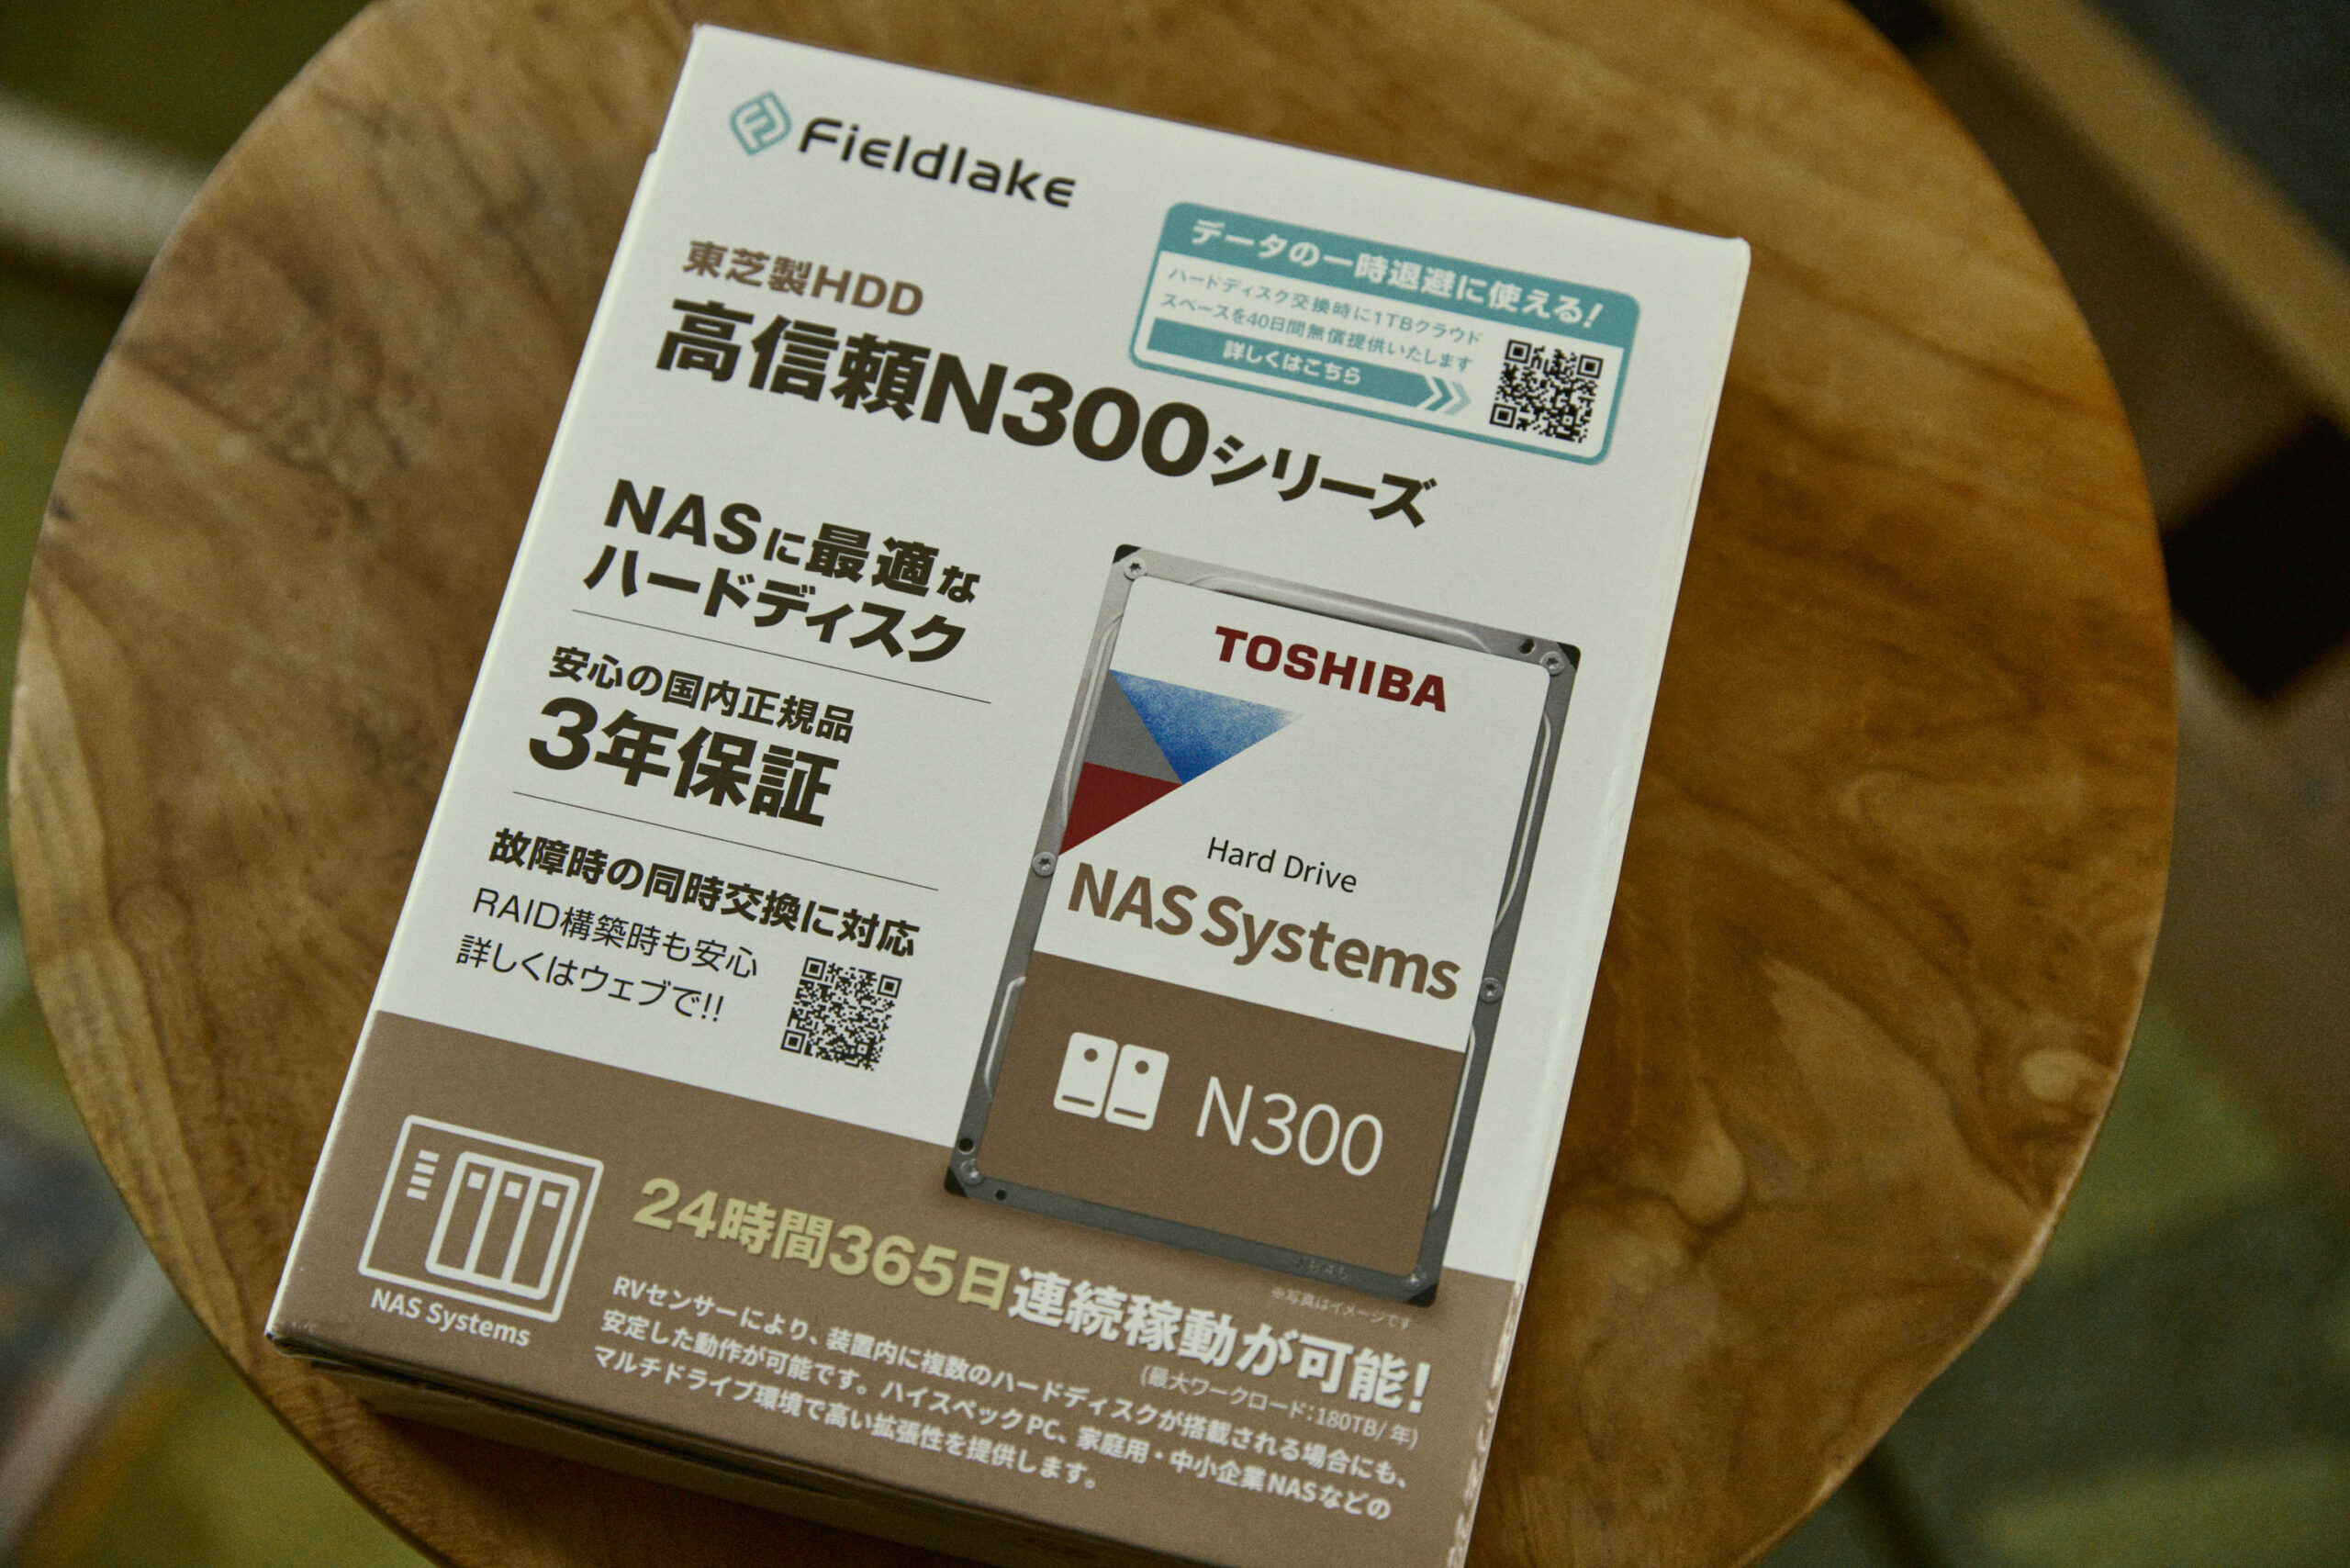 Fieldlake
データの一時退避に使える!
ハードディスク交換時に1TBクラウド
スペースを40日間無償提供いたします
詳しくはこちら
東芝製HDD
高信頼N300シリーズ
NASに最適な
ハードディスク
安心の国内正規品
3年保証
故障時の同時交換に対応
RAID構築時も安心
詳しくはウェブで!!
TOSHIBA
Hard Drive
NAS Systems
N300
※写真はイメージです
NAS Systems
24時間365日連続稼動が可能!
(最大ワークロード:180TB/年)
RVセンサーにより、装置内に複数のハードディスクが搭載される場合にも、
安定した動作が可能です。ハイスペックPC、家庭用・中小企業NASなどの
マルチドライブ環境で高い拡張性を提供します。